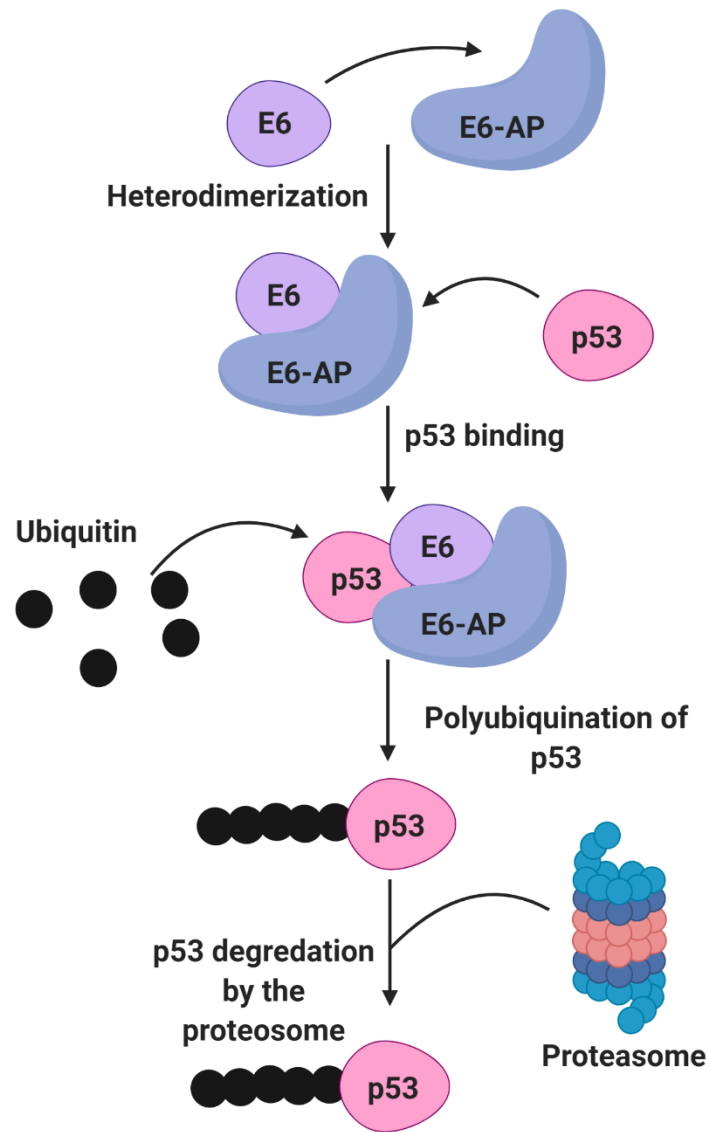 E6
E6-AP
Heterodimerization
E6
E6-AP
p53
p53 binding
Ubiquitin
E6
p53
E6-AP
Polyubiquination of
p53
p53
p53 degredation
by the
proteosome
Proteasome
p53